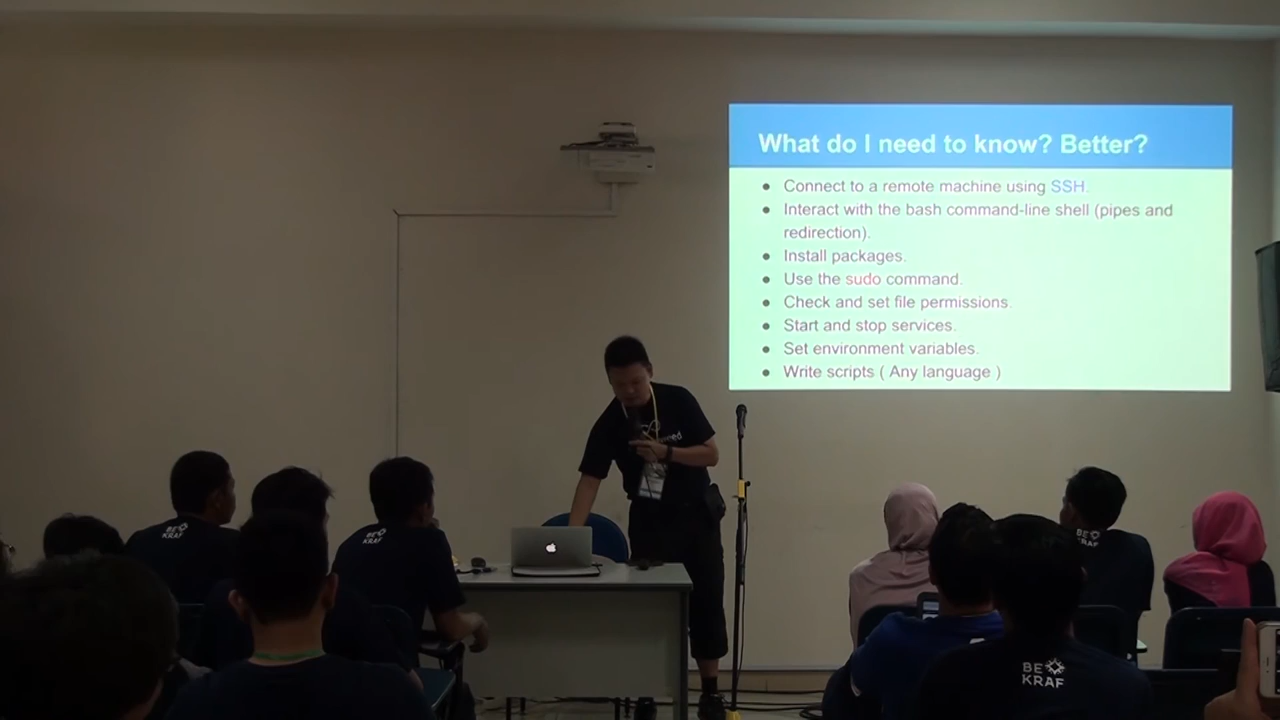 What do I need to know? Better?
● Connect to a remote machine using SSH.
● Interact with the bash command-line shell (pipes and
redirection).
● Install packages.
● Use the sudo command.
● Check and set file permissions.
● Start and stop services.
● Set environment variables.
● Write scripts ( Any language )
BE
KRAF
BE
KRAF
BE
KRAF
BE
KRAF